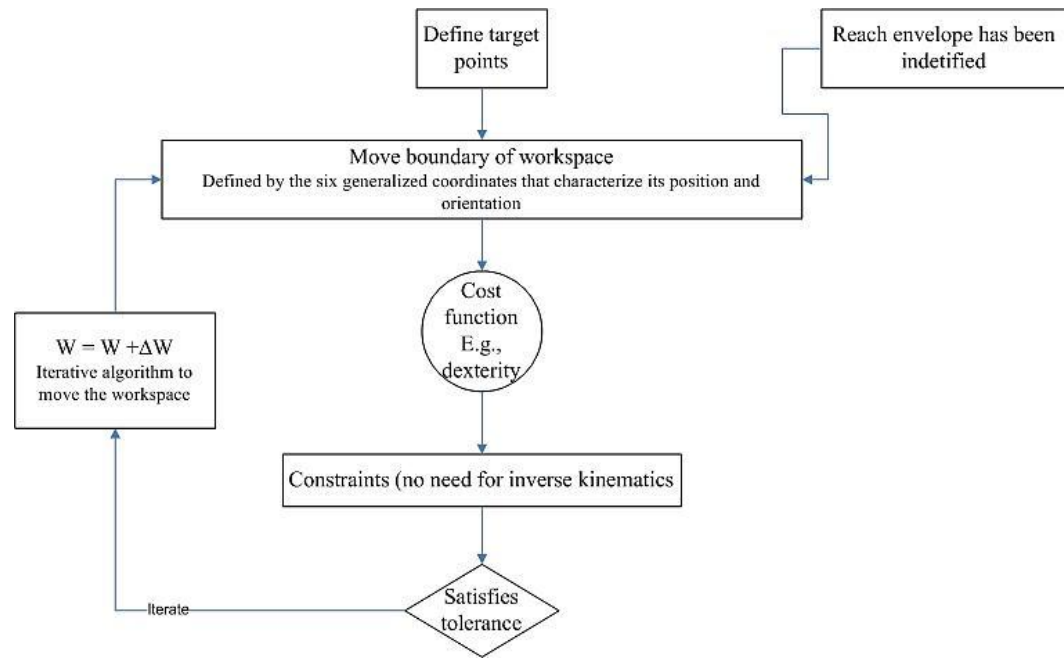 Define target
points
Reach envelope has been
indetified
Move boundary of workspace
Defined by the six generalized coordinates that characterize its position and
orientation
Cost
function
E.g.,
dexterity
W = W +ΔW
Iterative algorithm to
move the workspace
Constraints (no need for inverse kinematics
Satisfies
tolerance
Iterate